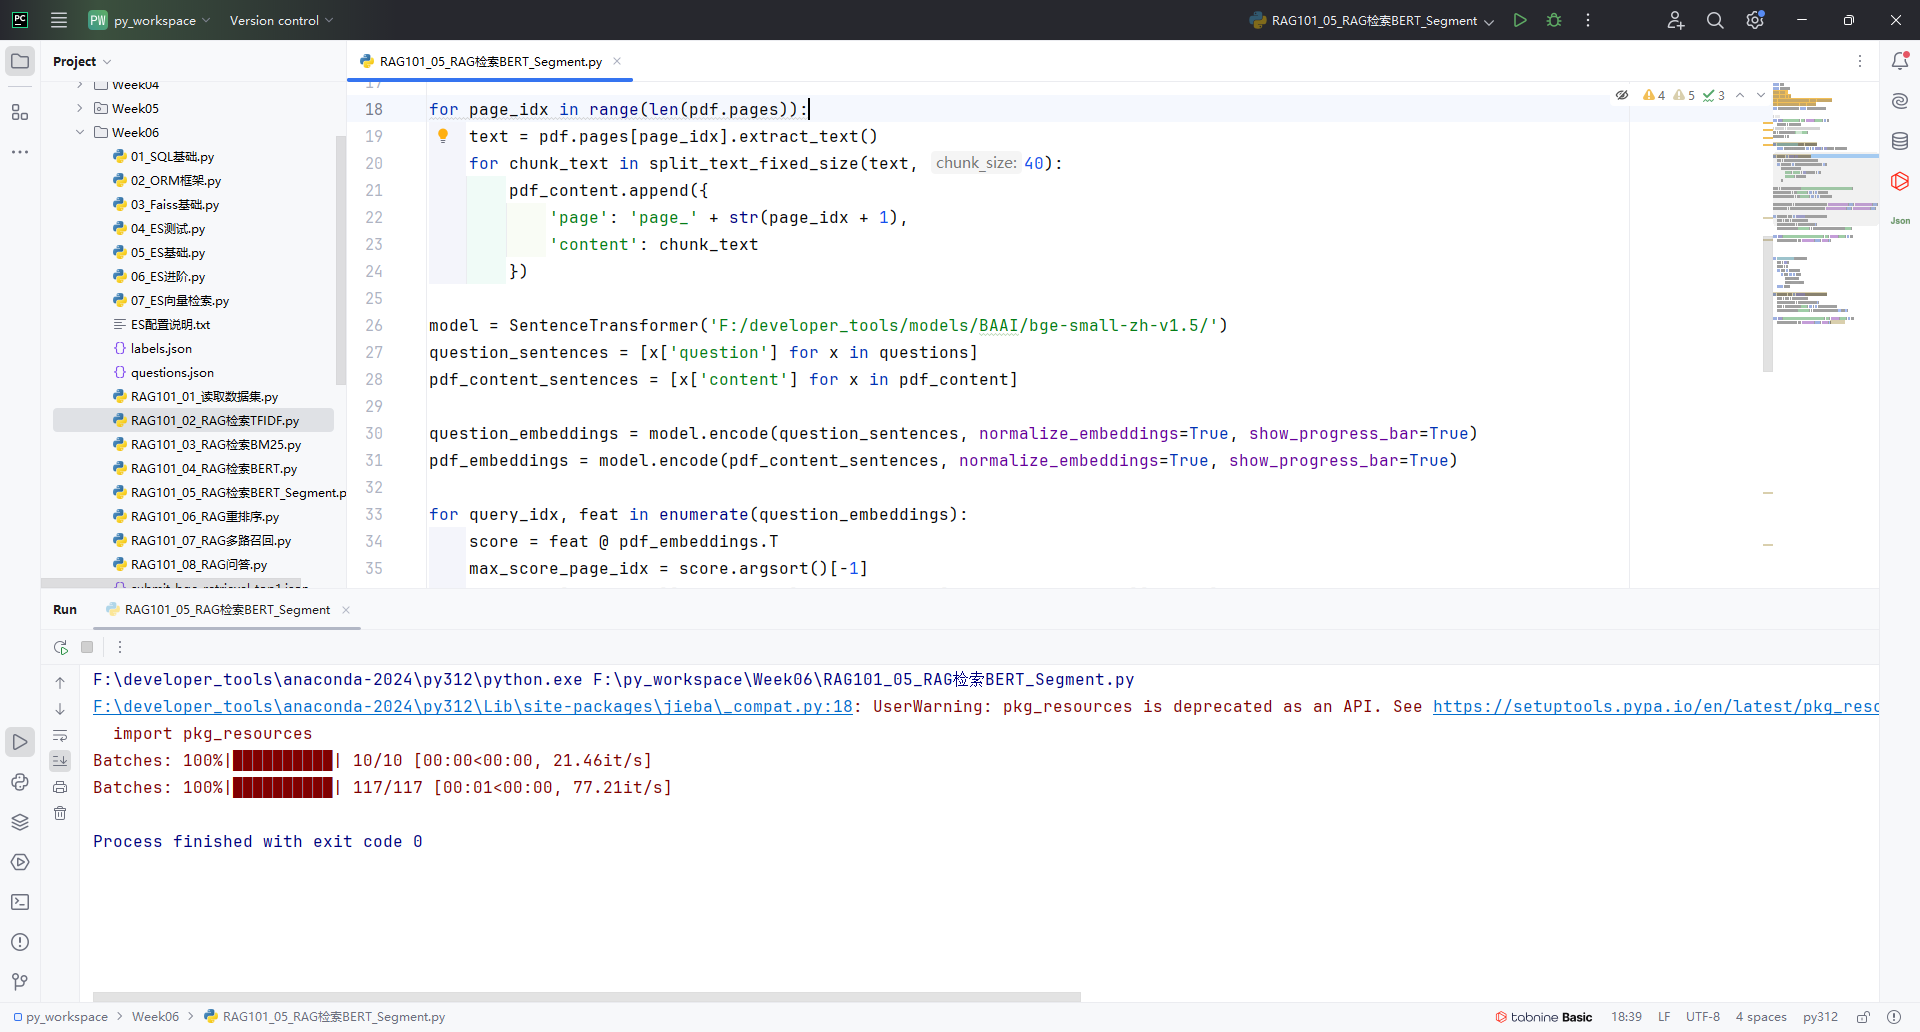 PC
PW py_workspace
Version control
RAG101_05_RAG检索BERT_Segment
Project
RAG101_05_RAG检索BERT_Segment.py
Week04
Week05
Week06
01_SQL基础.py
02_ORM框架.py
03_Faiss基础.py
04_ES测试.py
05_ES基础.py
06_ES进阶.py
07_ES向量检索.py
ES配置说明.txt
labels.json
questions.json
RAG101_01_读取数据集.py
RAG101_02_RAG检索TFIDF.py
RAG101_03_RAG检索BM25.py
RAG101_04_RAG检索BERT.py
RAG101_05_RAG检索BERT_Segment.p
RAG101_06_RAG重排序.py
RAG101_07_RAG多路召回.py
RAG101_08_RAG问答.py
4 5 3
17
18 for page_idx in range(len(pdf.pages)):
19 text = pdf.pages[page_idx].extract_text()
20 for chunk_text in split_text_fixed_size(text, chunk_size: 40):
21 pdf_content.append({
22 'page': 'page_' + str(page_idx + 1),
23 'content': chunk_text
24 })
25
26 model = SentenceTransformer('F:/developer_tools/models/BAAI/bge-small-zh-v1.5/')
27 question_sentences = [x['question'] for x in questions]
28 pdf_content_sentences = [x['content'] for x in pdf_content]
29
30 question_embeddings = model.encode(question_sentences, normalize_embeddings=True, show_progress_bar=True)
31 pdf_embeddings = model.encode(pdf_content_sentences, normalize_embeddings=True, show_progress_bar=True)
32
33 for query_idx, feat in enumerate(question_embeddings):
34 score = feat @ pdf_embeddings.T
35 max_score_page_idx = score.argsort()[-1]
Json
Run
RAG101_05_RAG检索BERT_Segment
F:\developer_tools\anaconda-2024\py312\python.exe F:\py_workspace\Week06\RAG101_05_RAG检索BERT_Segment.py
F:\developer_tools\anaconda-2024\py312\Lib\site-packages\jieba\_compat.py:18: UserWarning: pkg_resources is deprecated as an API. See https://setuptools.pypa.io/en/latest/pkg_reso
import pkg_resources
Batches: 100%|██████████| 10/10 [00:00<00:00, 21.46it/s]
Batches: 100%|██████████| 117/117 [00:01<00:00, 77.21it/s]
Process finished with exit code 0
py_workspace > Week06 > RAG101_05_RAG检索BERT_Segment.py
tabnine Basic
18:39
LF
UTF-8
4 spaces
py312